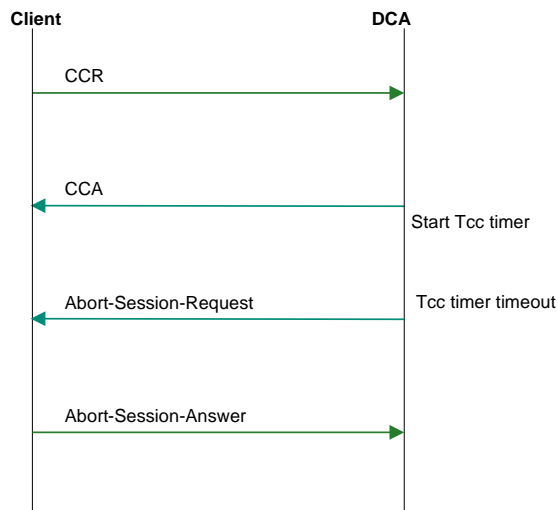 Client
DCA
CCR
CCA
Start Tcc timer
Abort-Session-Request
Tcc timer timeout
Abort-Session-Answer